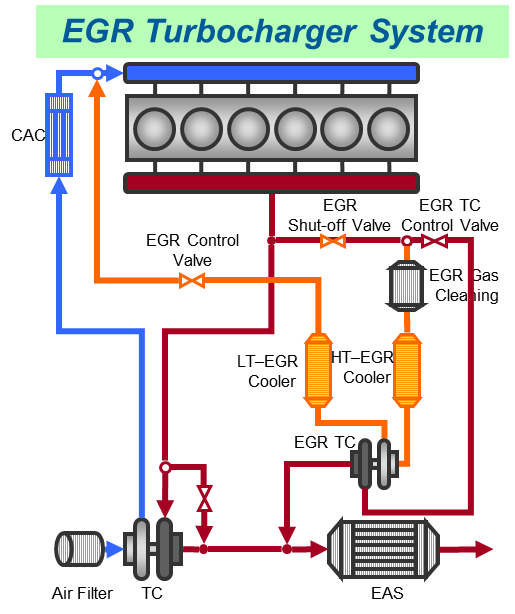 EGR Turbocharger System
CAC
EGR
Shut-off Valve
EGR TC
Control Valve
EGR Control
Valve
EGR Gas
Cleaning
LT–EGR
Cooler
HT–EGR
Cooler
EGR TC
Air Filter
TC
EAS